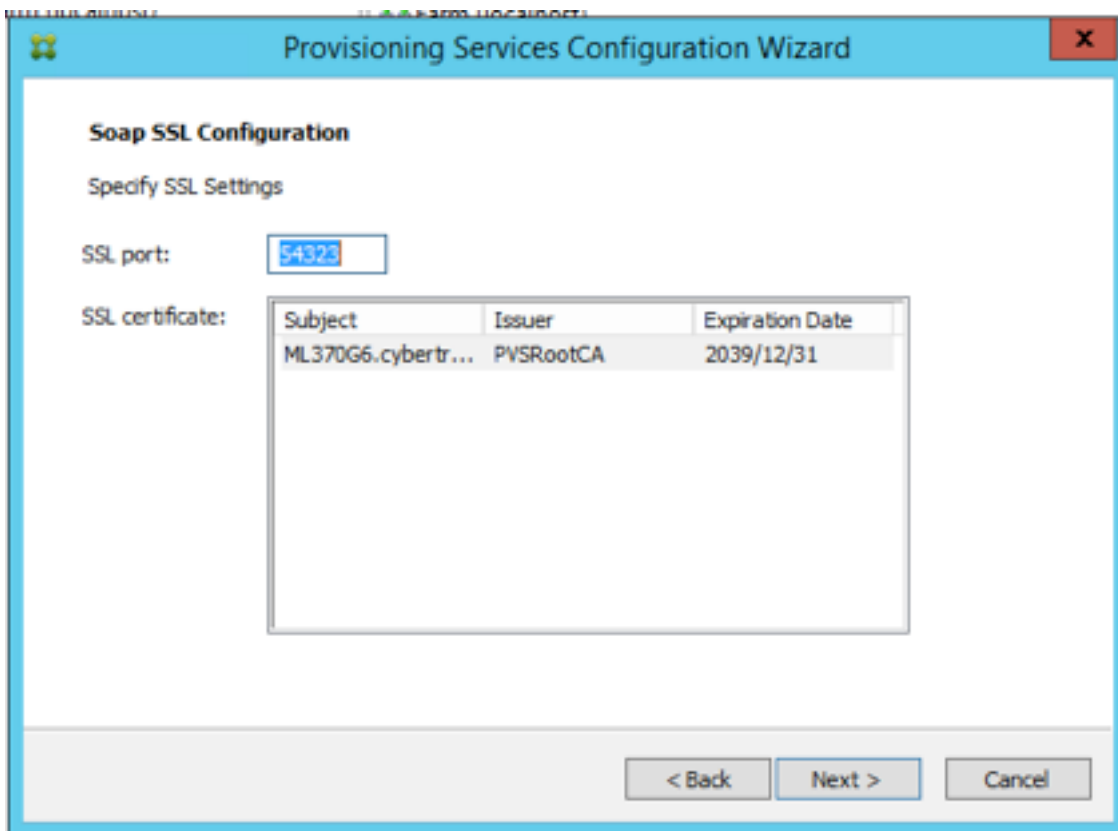 Provisioning Services Configuration Wizard
x
Soap SSL Configuration
Specify SSL Settings
SSL port: 54323
SSL certificate: Subject Issuer Expiration Date
ML370G6.cybertr... PVSRootCA 2039/12/31
< Back Next > Cancel